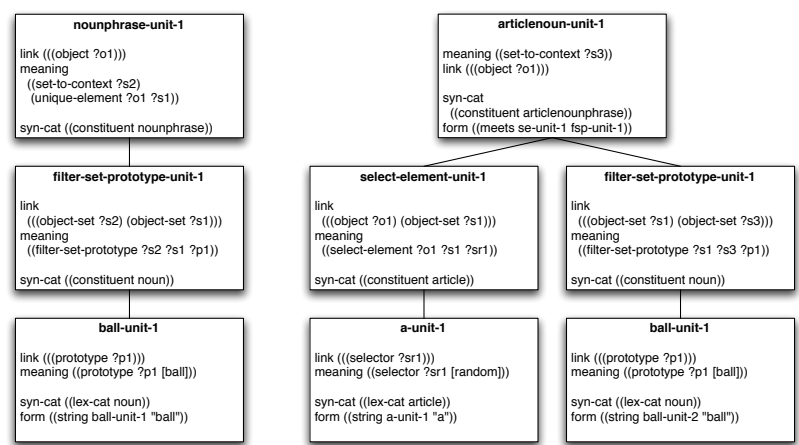 nounphrase-unit-1
link (((object ?o1)))
meaning
((set-to-context ?s2)
(unique-element ?o1 ?s1))
syn-cat ((constituent nounphrase))
articlenoun-unit-1
meaning ((set-to-context ?s3))
link (((object ?o1)))
syn-cat
((constituent articlenounphrase))
form ((meets se-unit-1 fsp-unit-1))
filter-set-prototype-unit-1
link
(((object-set ?s2) (object-set ?s1)))
meaning
((filter-set-prototype ?s2 ?s1 ?p1))
syn-cat ((constituent noun))
select-element-unit-1
link
(((object ?o1) (object-set ?s1)))
meaning
((select-element ?o1 ?s1 ?sr1))
syn-cat ((constituent article))
filter-set-prototype-unit-1
link
(((object-set ?s1) (object-set ?s3)))
meaning
((filter-set-prototype ?s1 ?s3 ?p1))
syn-cat ((constituent noun))
ball-unit-1
link (((prototype ?p1)))
meaning ((prototype ?p1 [ball]))
syn-cat ((lex-cat noun))
form ((string ball-unit-1 "ball"))
a-unit-1
link (((selector ?sr1)))
meaning ((selector ?sr1 [random]))
syn-cat ((lex-cat article))
form ((string a-unit-1 "a"))
ball-unit-1
link (((prototype ?p1)))
meaning ((prototype ?p1 [ball]))
syn-cat ((lex-cat noun))
form ((string ball-unit-2 "ball"))